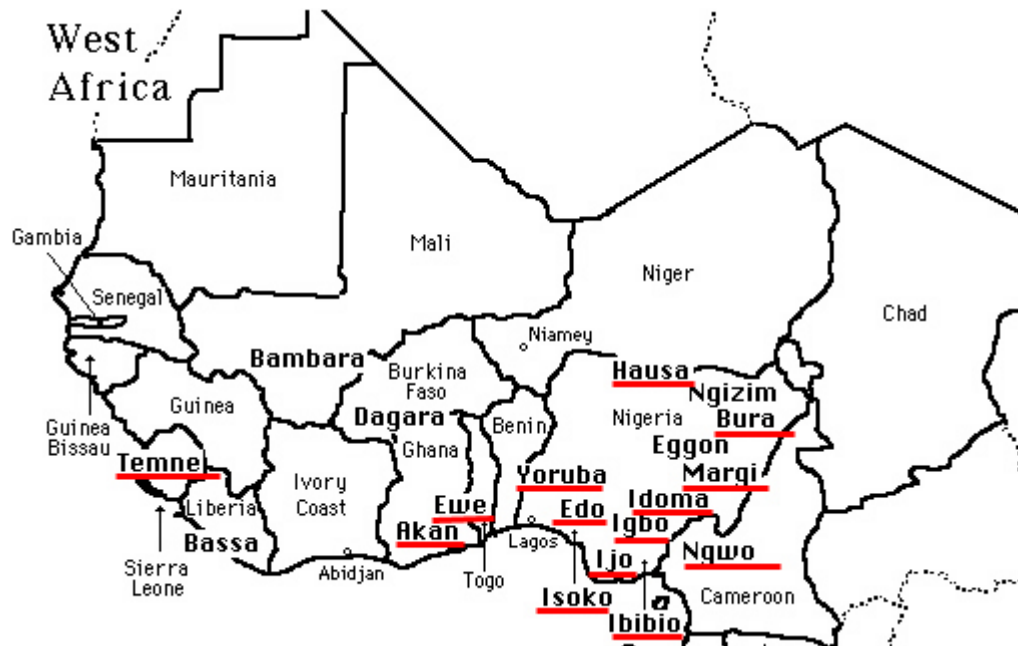 West
Africa
Mauritania
Gambia
Mali
Niger
Senegal
Chad
Niamey
Bambara
Burkina
Faso
Hausa
Ngizim
Guinea
Dagara
Benin
Nigeria
Bura
Guinea
Bissau
Ghana
Eggon
Temne
Ivory
Coast
Yoruba
Margi
Liberia
Ewe
Edo
Idoma
Akan
Igbo
Bassa
Lagos
Ijo
Ngwo
Sierra
Leone
Abidjan
Togo
Isoko
Cameroon
Ibibio